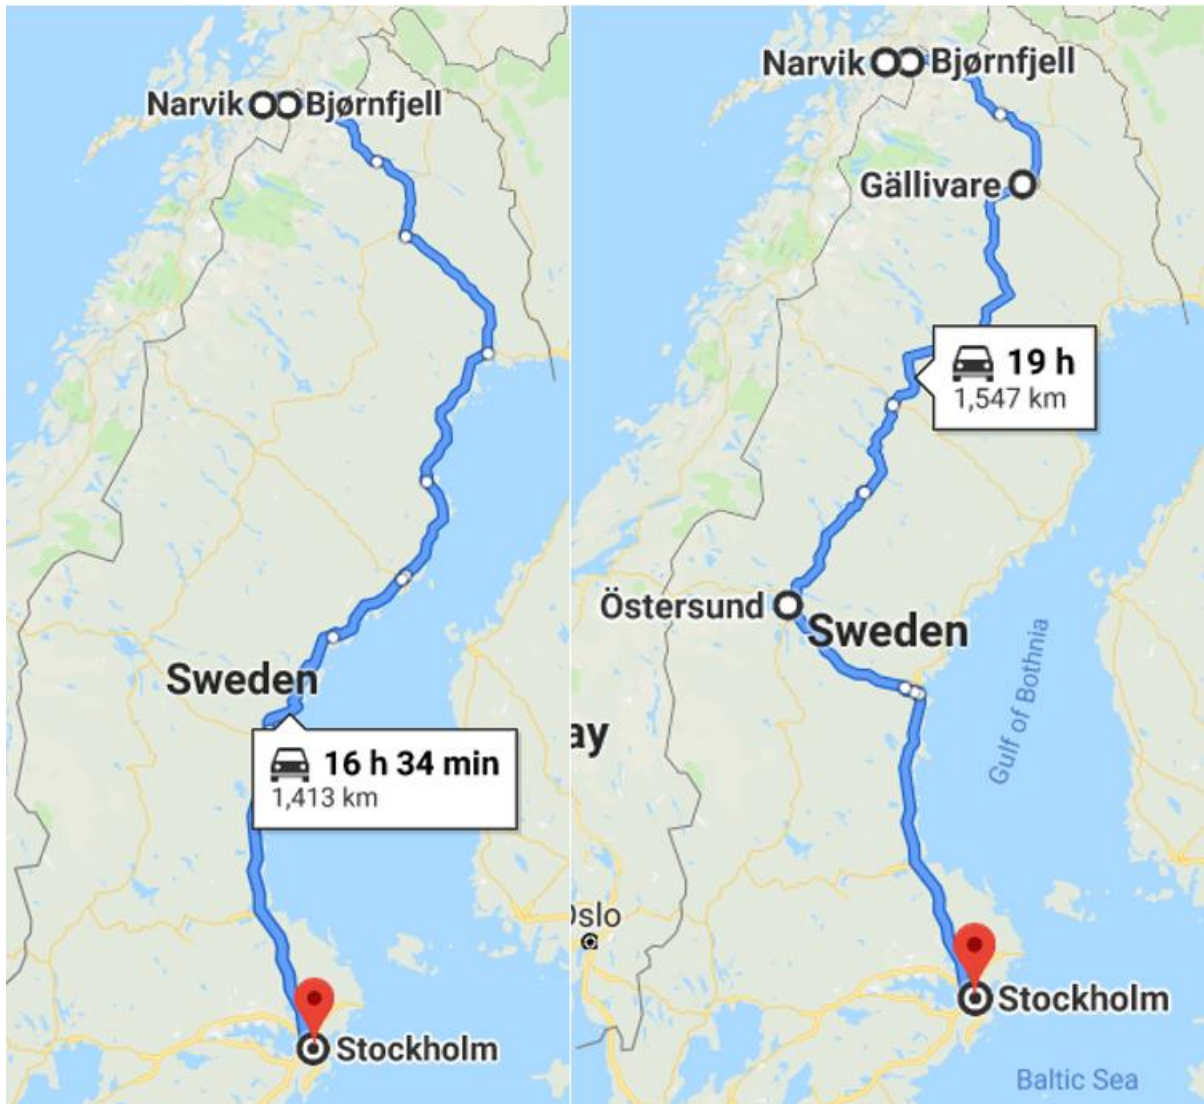 Narvik
Bjørnfjell
Sweden
16 h 34 min
1,413 km
Stockholm
Narvik
Bjørnfjell
Gällivare
19 h
1,547 km
Östersund
Sweden
Gulf of Bothnia
ay
Oslo
Stockholm
Baltic Sea